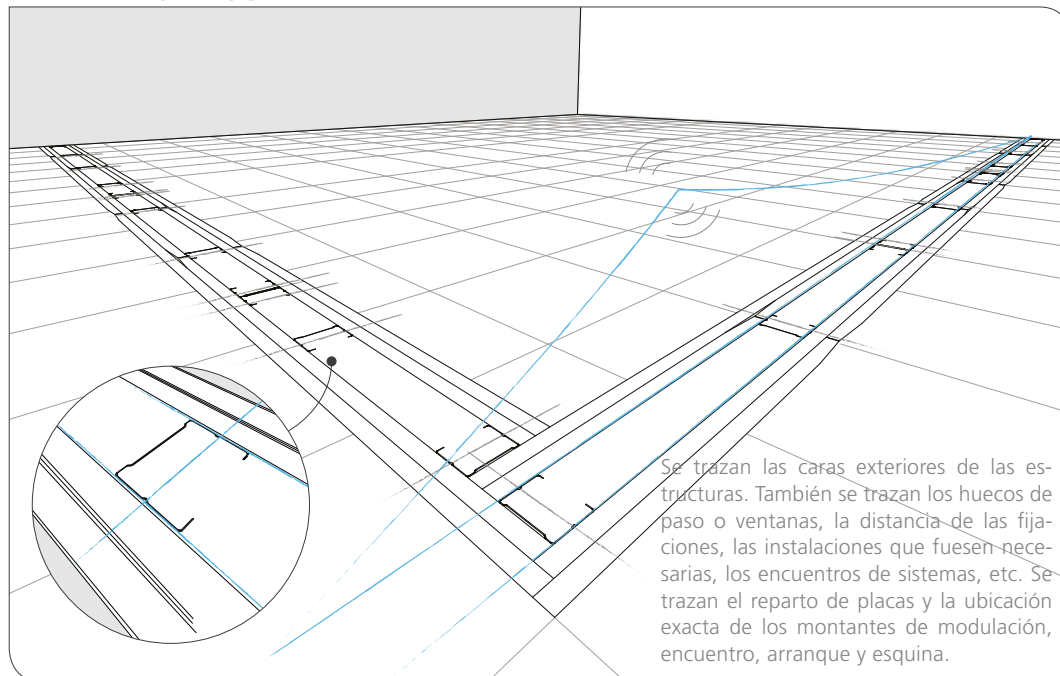 Se trazan las caras exteriores de las es-
tructuras. También se trazan los huecos de
paso o ventanas, la distancia de las fija-
ciones, las instalaciones que fuesen nece-
sarias, los encuentros de sistemas, etc. Se
trazan el reparto de placas y la ubicación
exacta de los montantes de modulación,
encuentro, arranque y esquina.